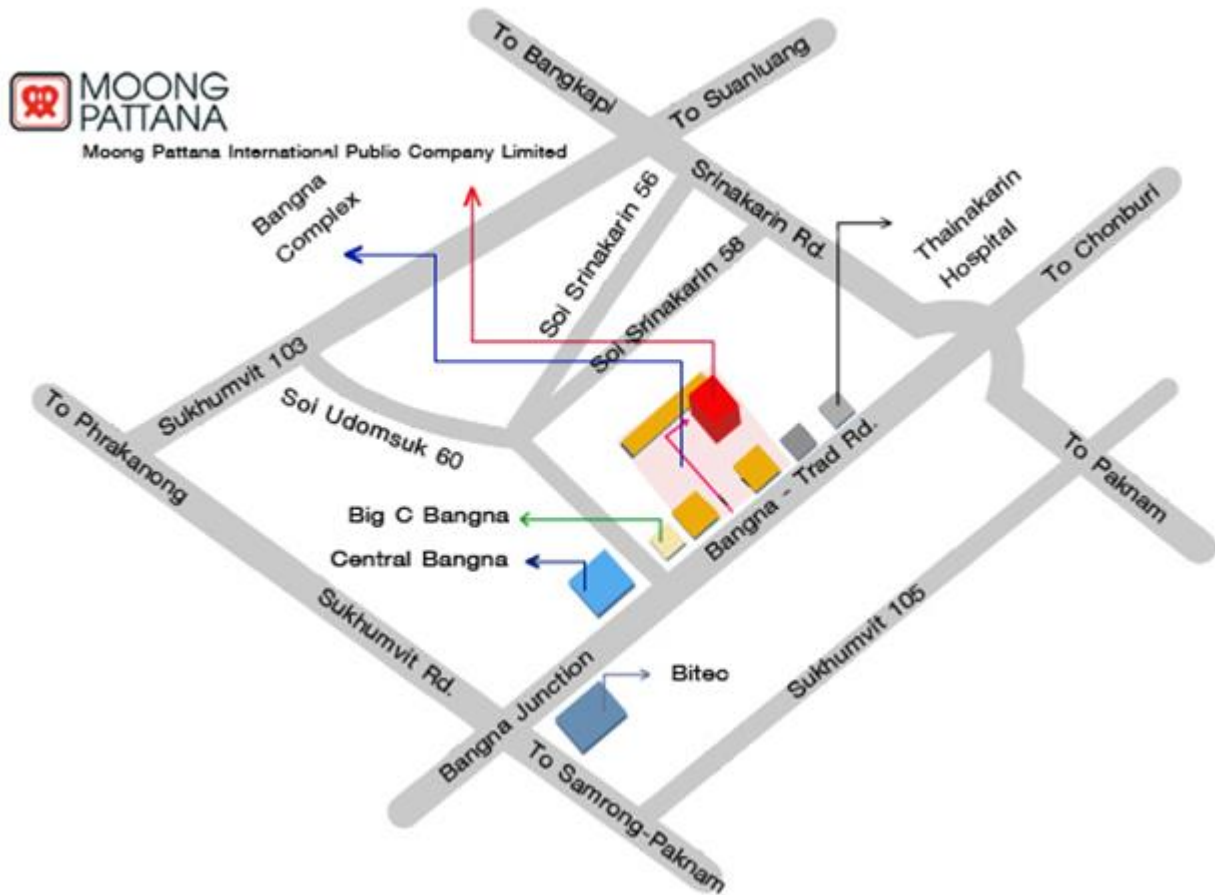 MOONG
PATTANA
Moong Pattana International Public Company Limited
To Bangkapi
To Suanluang
Bangna
Complex
Srinakarin Rd.
Soi Srinakarin 56
Soi Srinakarin 58
Thainakarin
Hospital
To Chonburi
Sukhumvit 103
To Phrakanong
Soi Udomsuk 60
Big C Bangna
Central Bangna
Bangna - Trad Rd.
To Paknam
Sukhumvit Rd.
Sukhumvit 105
Bangna Junction
Bitec
To Samrong-Paknam